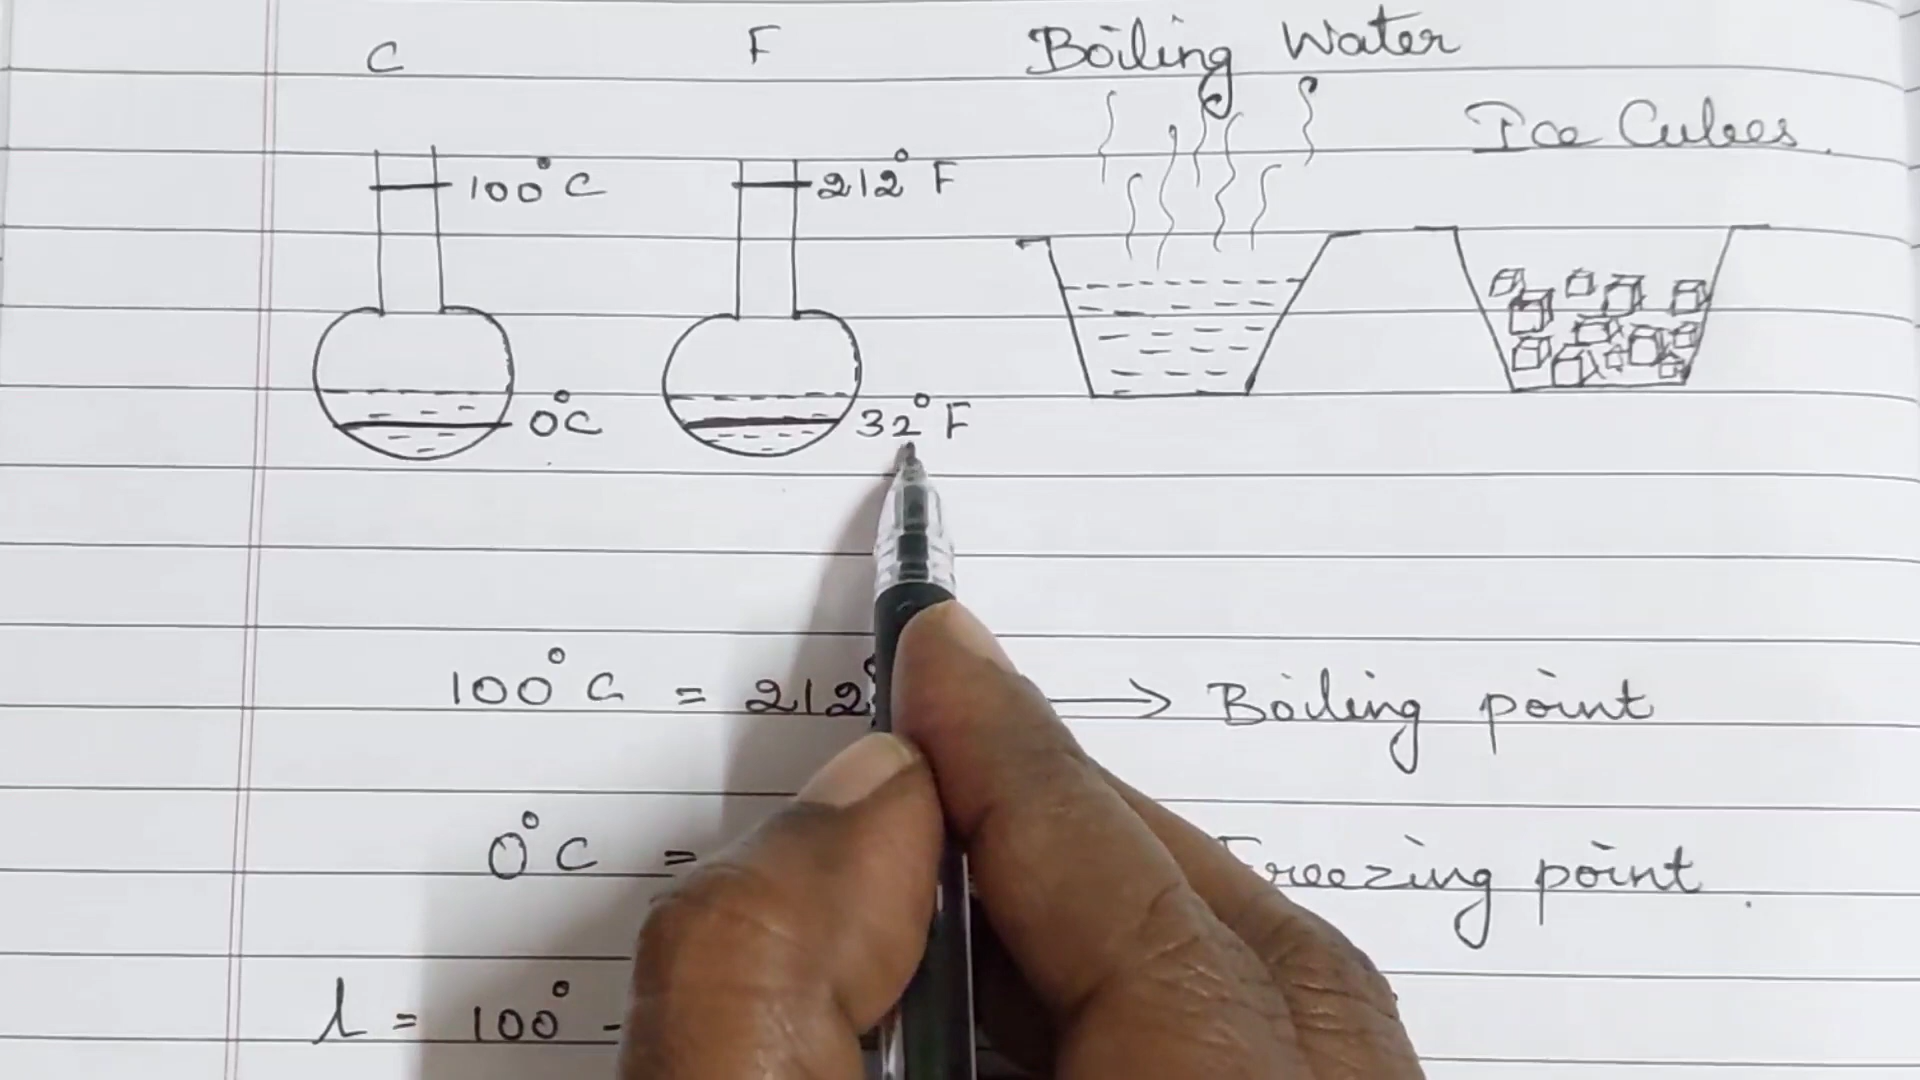 C F Boiling Water
Ice Cubes.
100°C 212°F
0°C 32°F
100°C = 212° → Boiling point
0°C = Freezing point.
l = 100° -